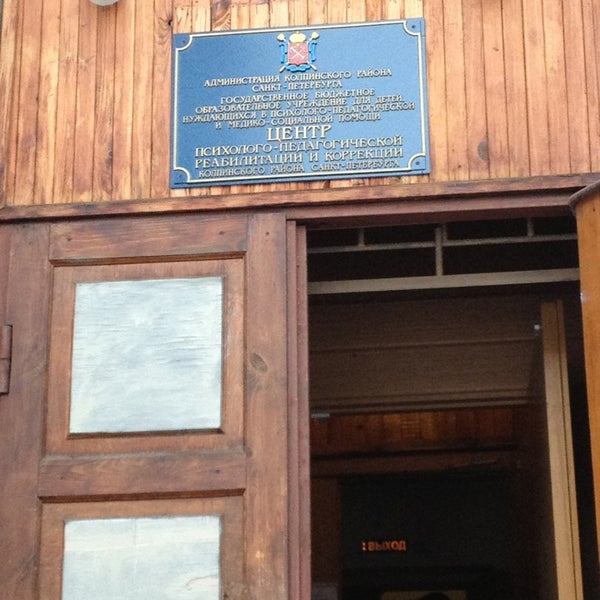 АДМИНИСТРАЦИЯ КОЛПИНСКОГО РАЙОНА
САНКТ-ПЕТЕРБУРГА
ГОСУДАРСТВЕННОЕ БЮДЖЕТНОЕ
ОБРАЗОВАТЕЛЬНОЕ УЧРЕЖДЕНИЕ ДЛЯ ДЕТЕЙ,
НУЖДАЮЩИХСЯ В ПСИХОЛОГО-ПЕДАГОГИЧЕСКОЙ
И МЕДИКО-СОЦИАЛЬНОЙ ПОМОЩИ
ЦЕНТР
ПСИХОЛОГО-ПЕДАГОГИЧЕСКОЙ
РЕАБИЛИТАЦИИ И КОРРЕКЦИИ
КОЛПИНСКОГО РАЙОНА САНКТ-ПЕТЕРБУРГА
ВЫХОД